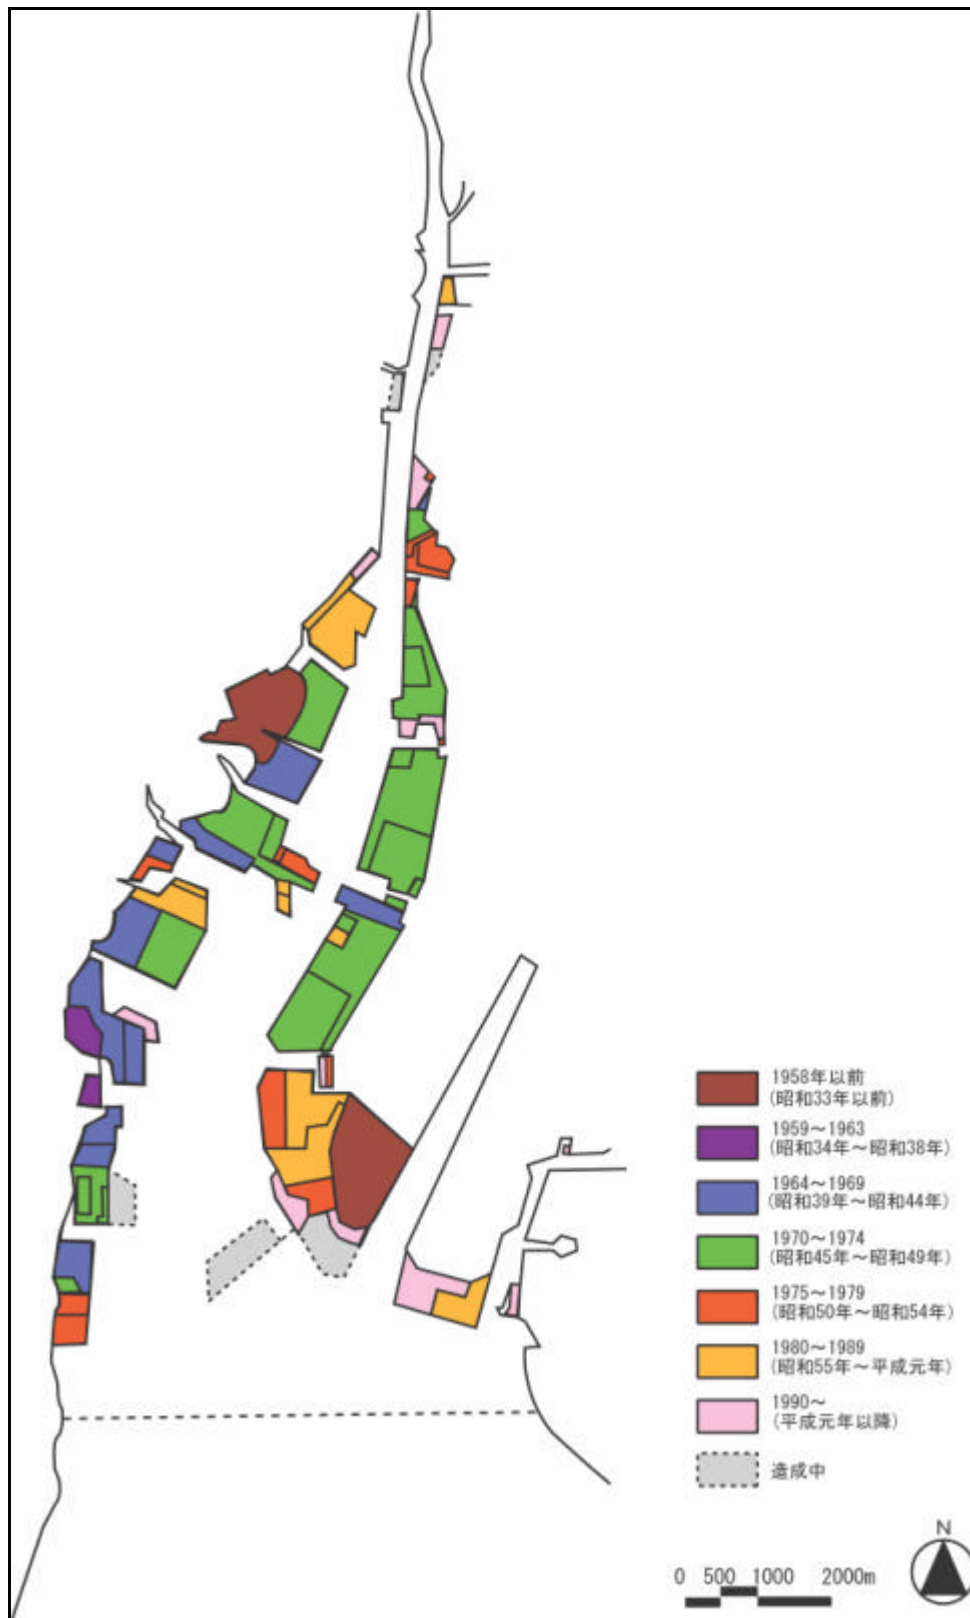 1958年以前
(昭和33年以前)
1959～1963
(昭和34年～昭和38年)
1964～1969
(昭和39年～昭和44年)
1970～1974
(昭和45年～昭和49年)
1975～1979
(昭和50年～昭和54年)
1980～1989
(昭和55年～平成元年)
1990～
(平成元年以降)
造成中
N
0 500 1000 2000m